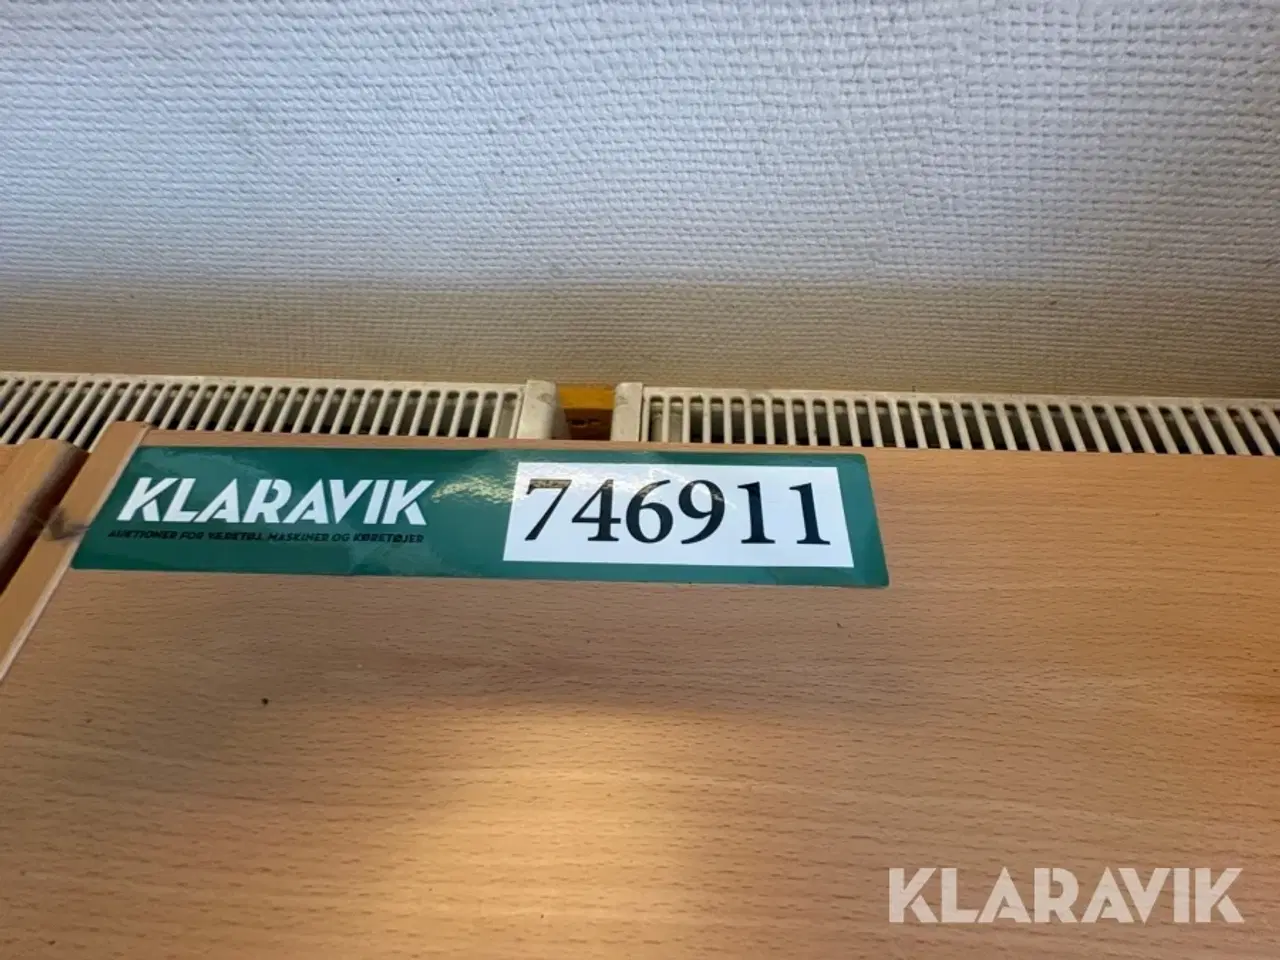 KLARAVIK
AUKTIONER FOR VÆRKTØJ, MASKINER OG KØRETØJER
746911
KLARAVIK